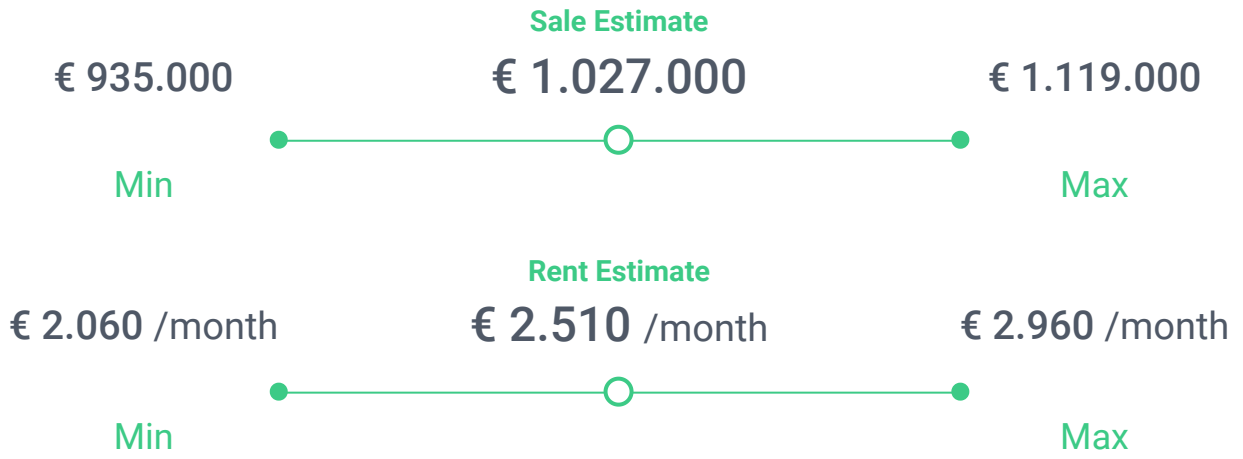 Sale Estimate
€ 935.000
€ 1.027.000
€ 1.119.000
Min
Max
Rent Estimate
€ 2.060 /month
€ 2.510 /month
€ 2.960 /month
Min
Max